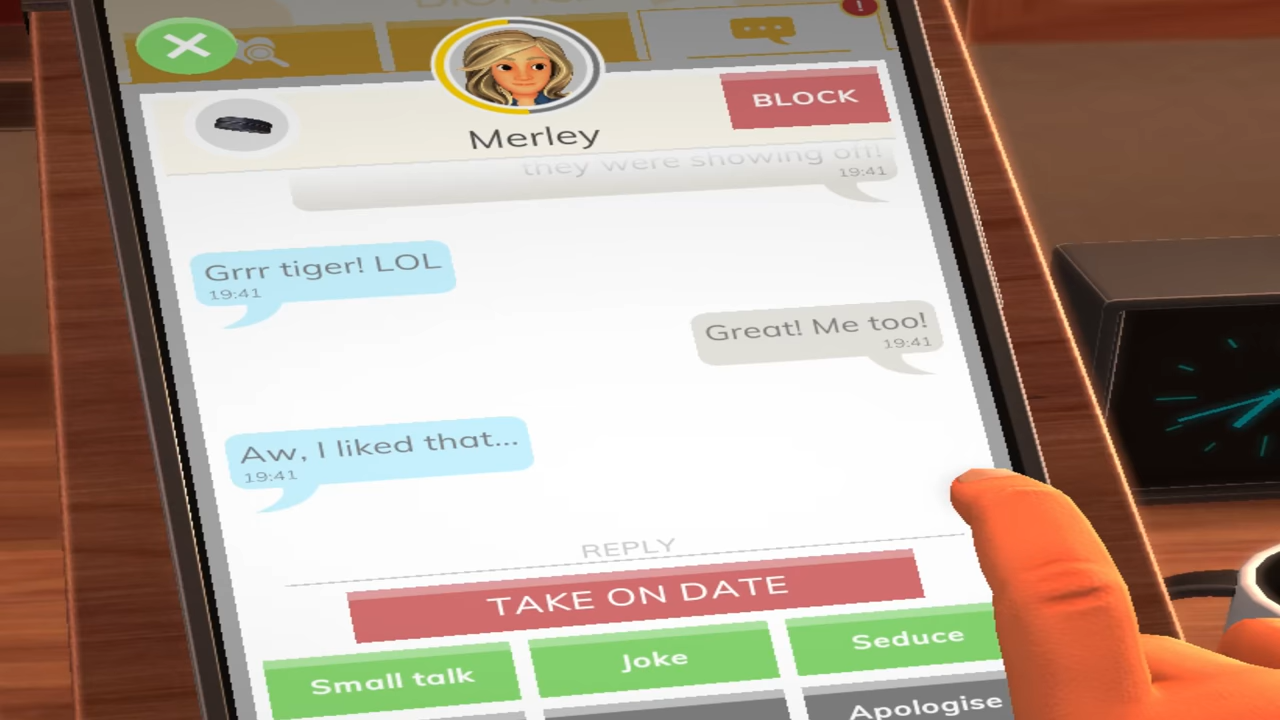 BLOCK
Merley
they were showing off!
19:41
Grrr tiger! LOL
19:41
Great! Me too!
19:41
Aw, I liked that...
19:41
REPLY
TAKE ON DATE
Small talk
Joke
Seduce
Apologise